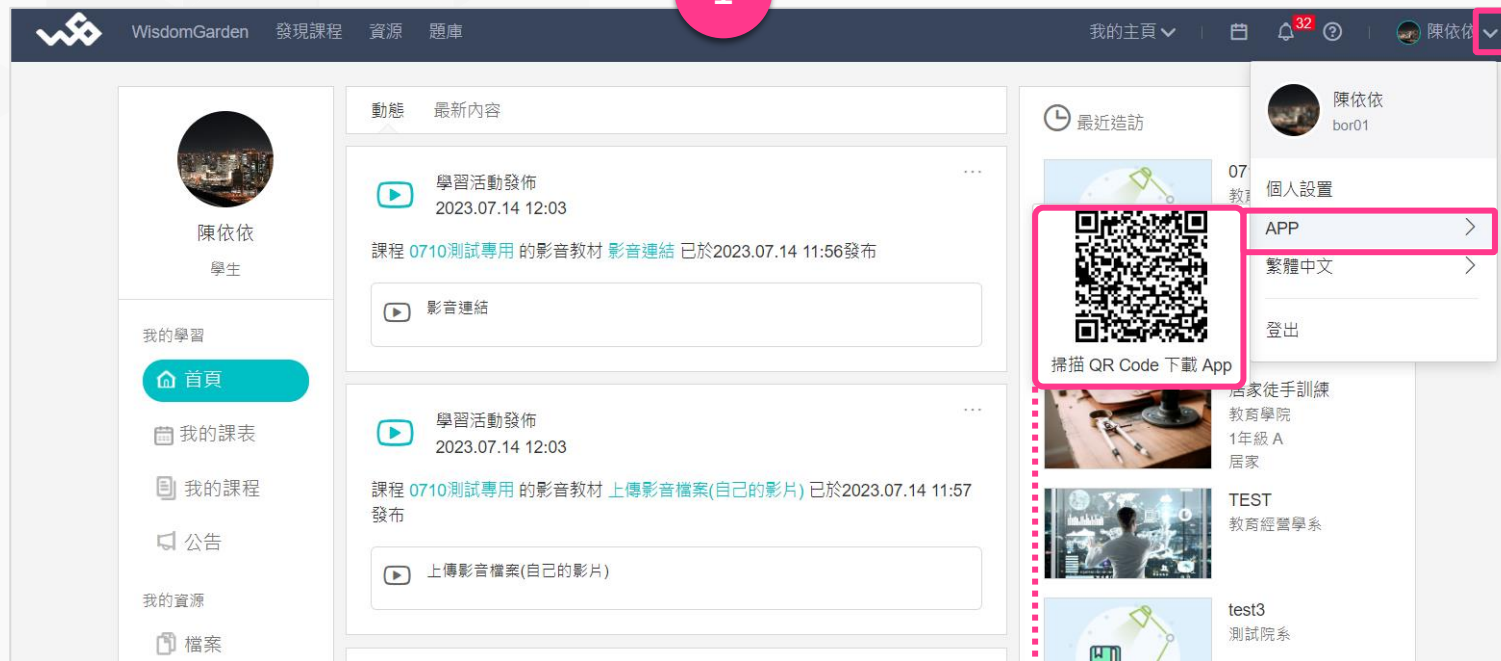 1
WisdomGarden 發現課程 資源 題庫 我的主頁 32 陳依依
陳依依
bor01
個人設置
APP
繁體中文
登出
陳依依
學生
我的學習
首頁
我的課表
我的課程
公告
我的資源
檔案
動態 最新內容
學習活動發佈
2023.07.14 12:03
課程 0710測試專用 的影音教材 影音連結 已於2023.07.14 11:56發布
影音連結
學習活動發佈
2023.07.14 12:03
課程 0710測試專用 的影音教材 上傳影音檔案(自己的影片) 已於2023.07.14 11:57
發布
上傳影音檔案(自己的影片)
最近造訪
07
掃描 QR Code 下載 App
居家徒手訓練
教育學院
1年級 A
居家
TEST
教育經營學系
test3
測試院系